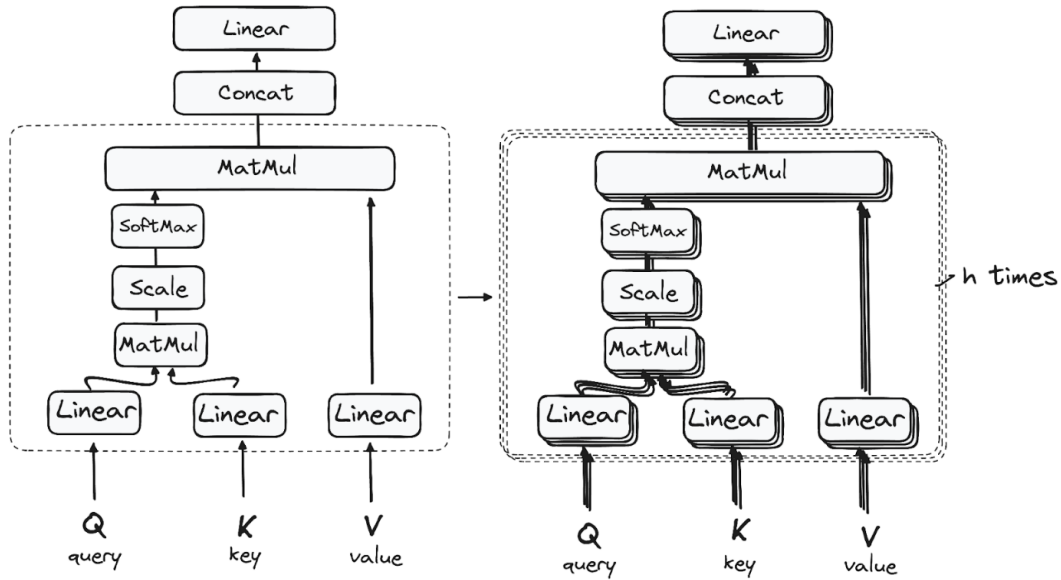 Linear
Concat
MatMul
SoftMax
Scale
MatMul
Linear
Linear
Linear
Q
K
V
query
key
value
Linear
Concat
MatMul
SoftMax
Scale
MatMul
Linear
Linear
Linear
h times
Q
K
V
query
key
value